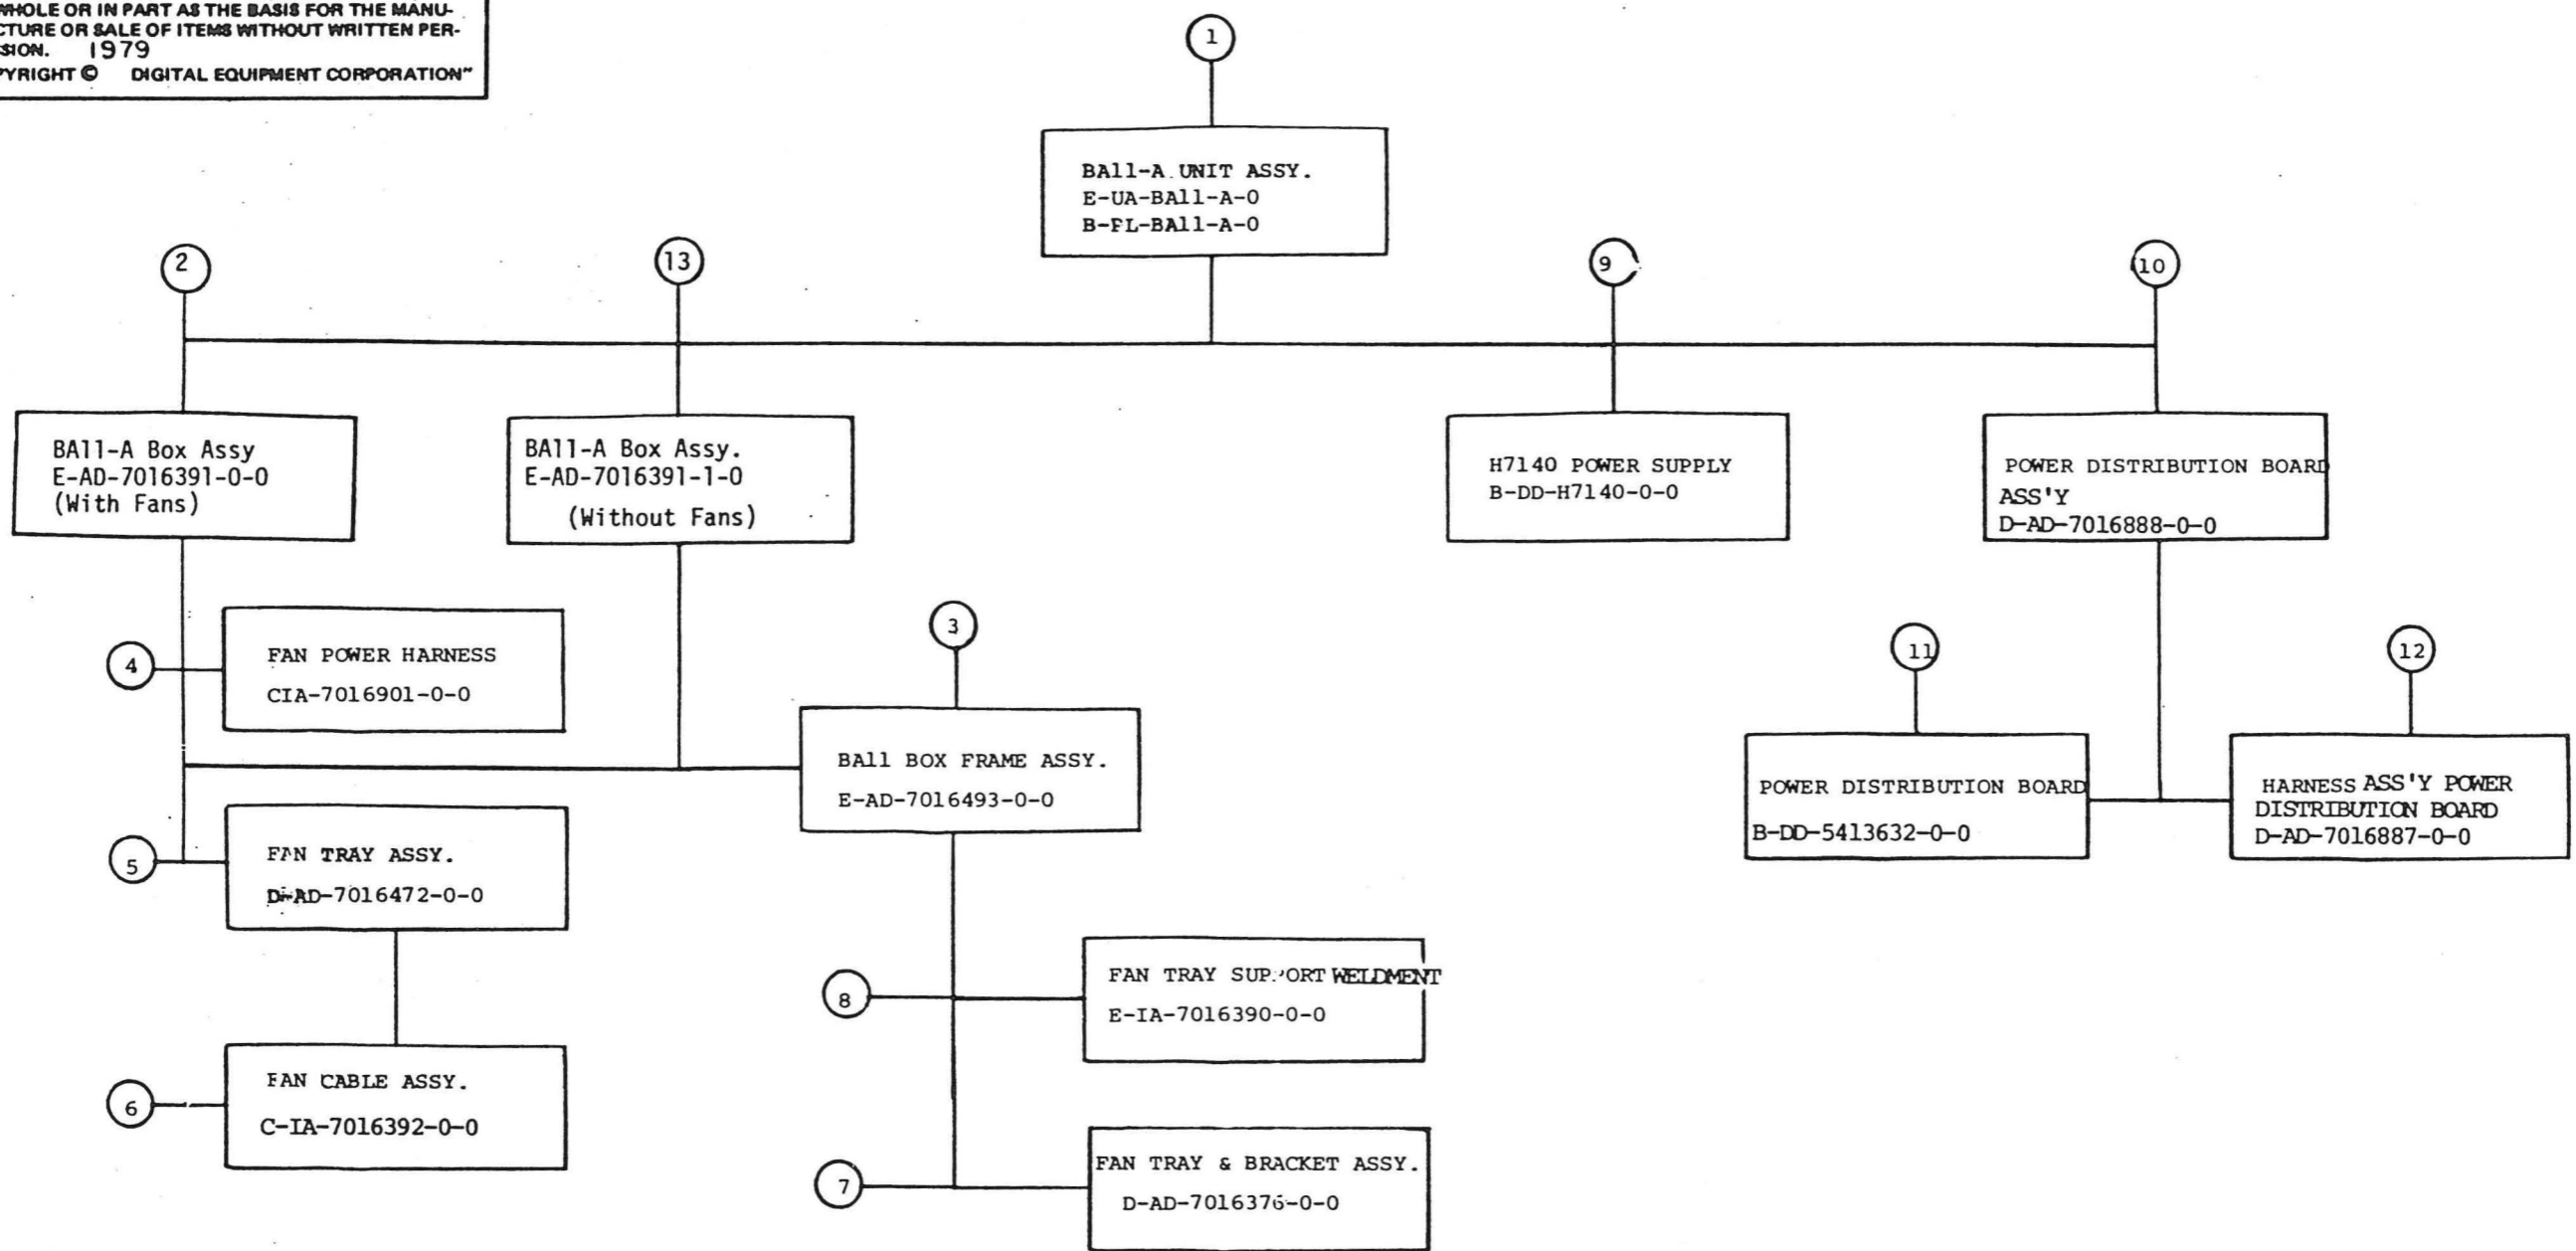 WHOLE OR IN PART AS THE BASIS FOR THE MANU-
CTURE OR SALE OF ITEMS WITHOUT WRITTEN PER-
SION. 1979
PYRIGHT © DIGITAL EQUIPMENT CORPORATION"
1
BA11-A UNIT ASSY.
E-UA-BA11-A-0
B-PL-BA11-A-0
2
13
9
10
BA11-A Box Assy
E-AD-7016391-0-0
(With Fans)
BA11-A Box Assy.
E-AD-7016391-1-0
(Without Fans)
H7140 POWER SUPPLY
B-DD-H7140-0-0
POWER DISTRIBUTION BOARD
ASS'Y
D-AD-7016888-0-0
4
FAN POWER HARNESS
CIA-7016901-0-0
3
BA11 BOX FRAME ASSY.
E-AD-7016493-0-0
11
POWER DISTRIBUTION BOARD
B-DD-5413632-0-0
12
HARNESS ASS'Y POWER
DISTRIBUTION BOARD
D-AD-7016887-0-0
5
FAN TRAY ASSY.
D-AD-7016472-0-0
6
FAN CABLE ASSY.
C-IA-7016392-0-0
8
FAN TRAY SUPPORT WELDMENT
E-IA-7016390-0-0
7
FAN TRAY & BRACKET ASSY.
D-AD-7016376-0-0